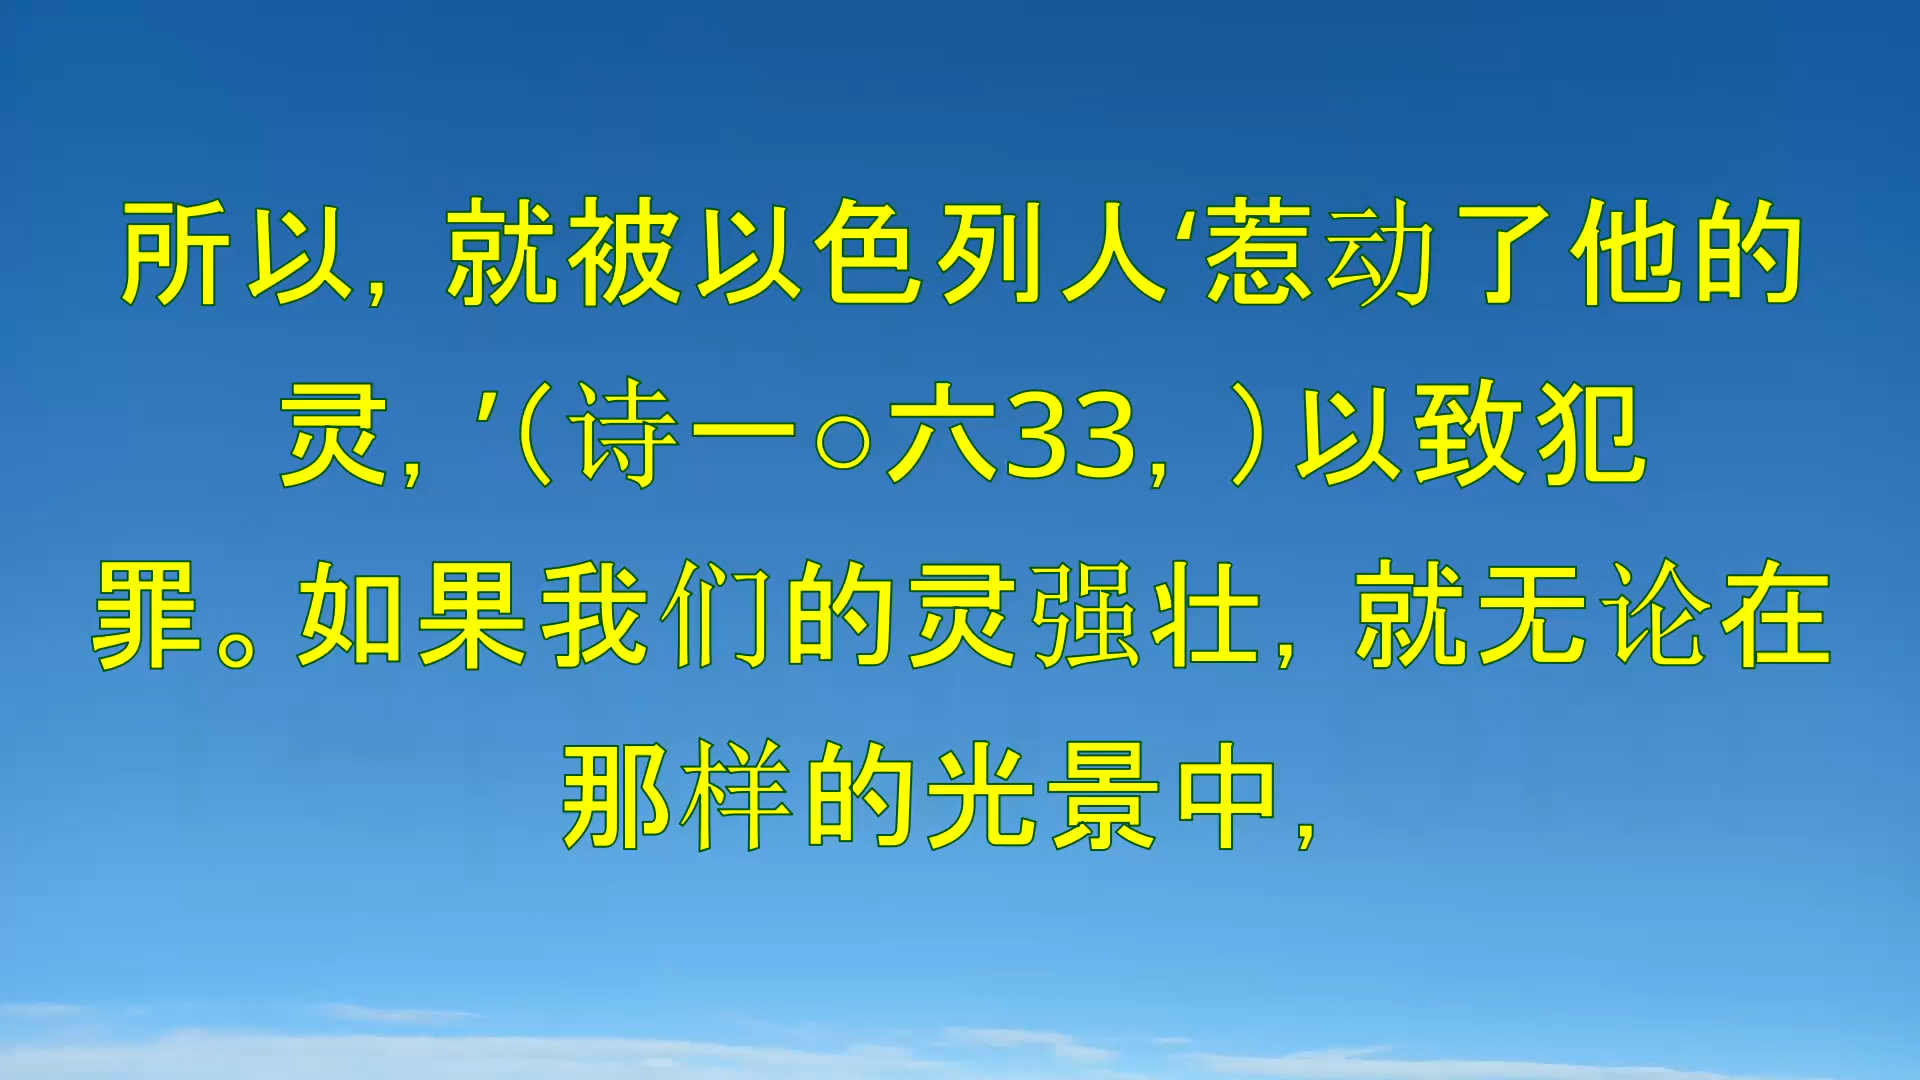 所以，就被以色列人‘惹动了他的
灵，’（诗一○六33，）以致犯
罪。如果我们的灵强壮，就无论在
那样的光景中，